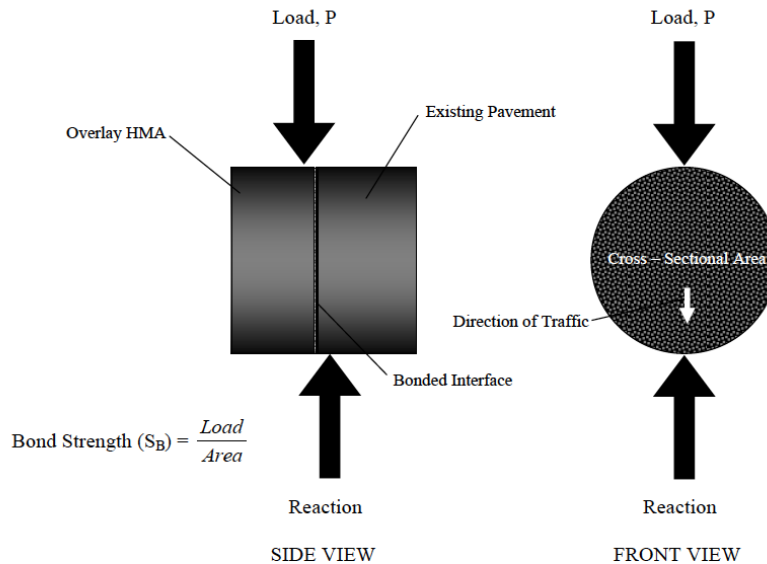 Load, P
Load, P
Existing Pavement
Overlay HMA
Cross – Sectional Area
Direction of Traffic
Bonded Interface
Bond Strength (S_B) = Load / Area
Reaction
Reaction
SIDE VIEW
FRONT VIEW